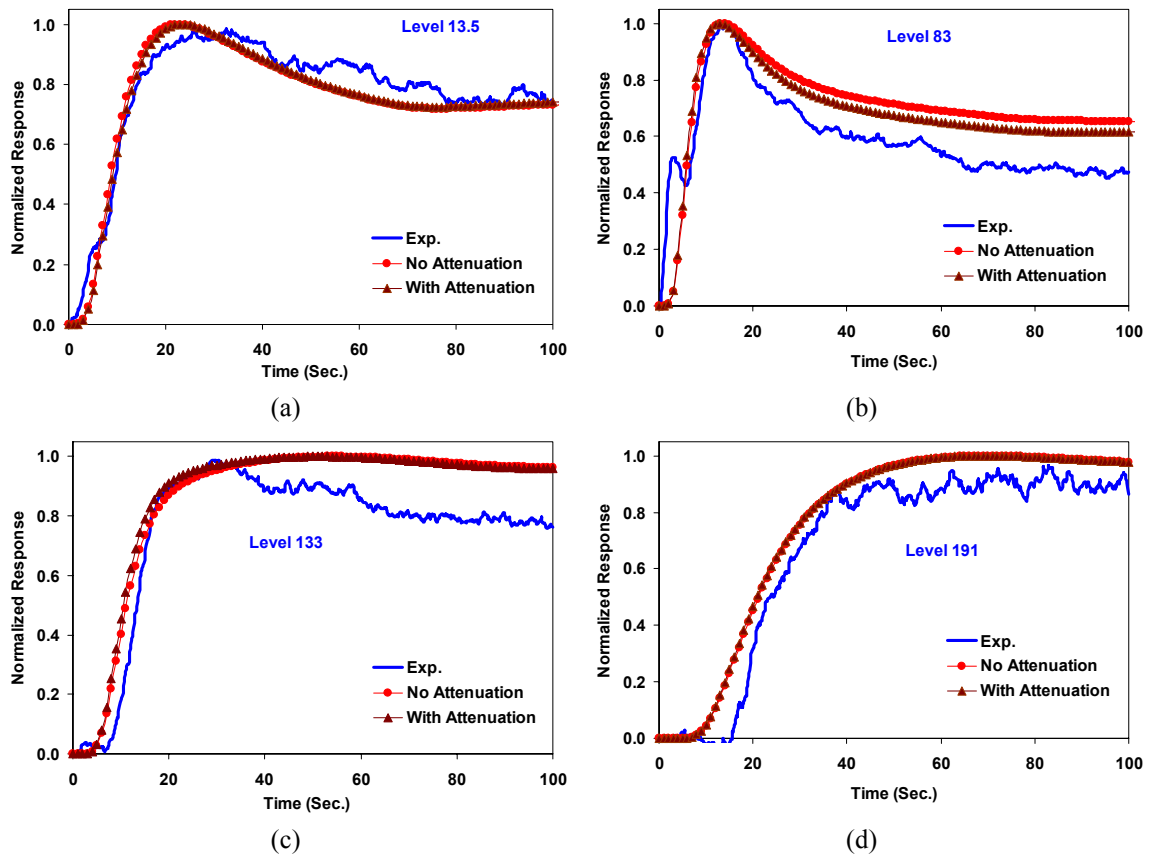 Level 13.5
Normalized Response
1.0
0.8
0.6
0.4
0.2
0.0
Exp.
No Attenuation
With Attenuation
0 20 40 60 80 100
Time (Sec.)
(a)
Level 83
Normalized Response
1.0
0.8
0.6
0.4
0.2
0.0
Exp.
No Attenuation
With Attenuation
0 20 40 60 80 100
Time (Sec.)
(b)
Level 133
Normalized Response
1.0
0.8
0.6
0.4
0.2
0.0
Exp.
No Attenuation
With Attenuation
0 20 40 60 80 100
Time (Sec.)
(c)
Level 191
Normalized Response
1.0
0.8
0.6
0.4
0.2
0.0
Exp.
No Attenuation
With Attenuation
0 20 40 60 80 100
Time (Sec.)
(d)